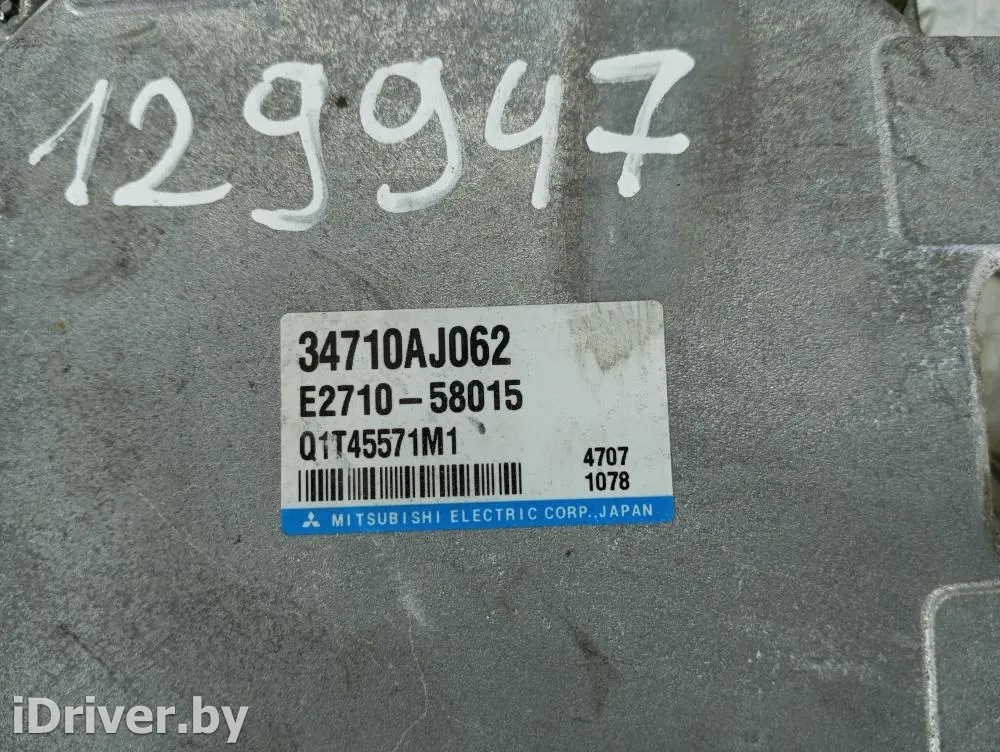 129947
34710AJ062
E2710-58015
Q1T45571M1
4707
1078
MITSUBISHI ELECTRIC CORP., JAPAN
iDriver.by